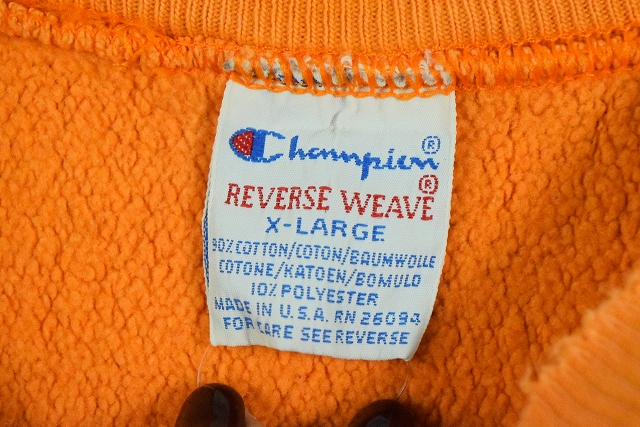 Champion®
REVERSE WEAVE®
X-LARGE
90% COTTON/COTON/BAUMWOLLE
COTONE/KATOEN/BOMULD
10% POLYESTER
MADE IN U.S.A. RN 26094
FOR CARE SEE REVERSE